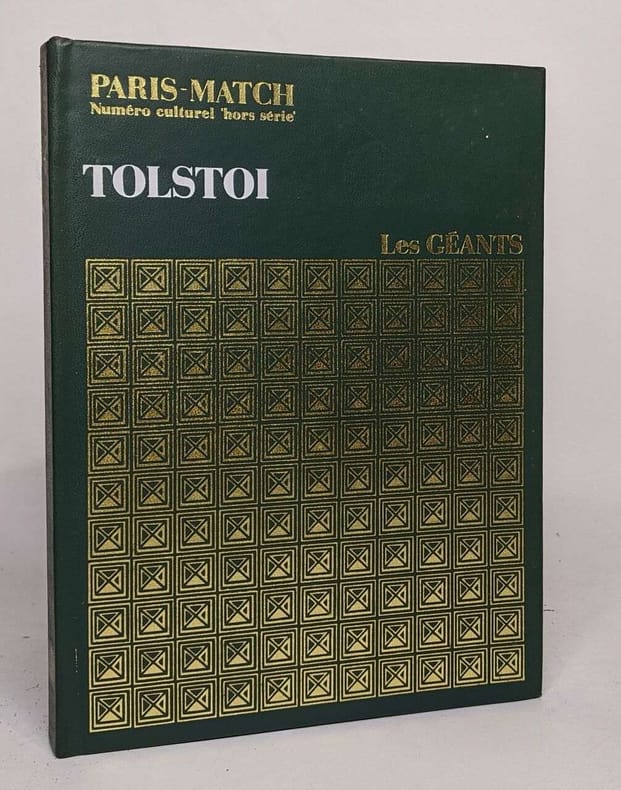 PARIS-MATCH
Numéro culturel 'hors série'
TOLSTOI
Les GÉANTS